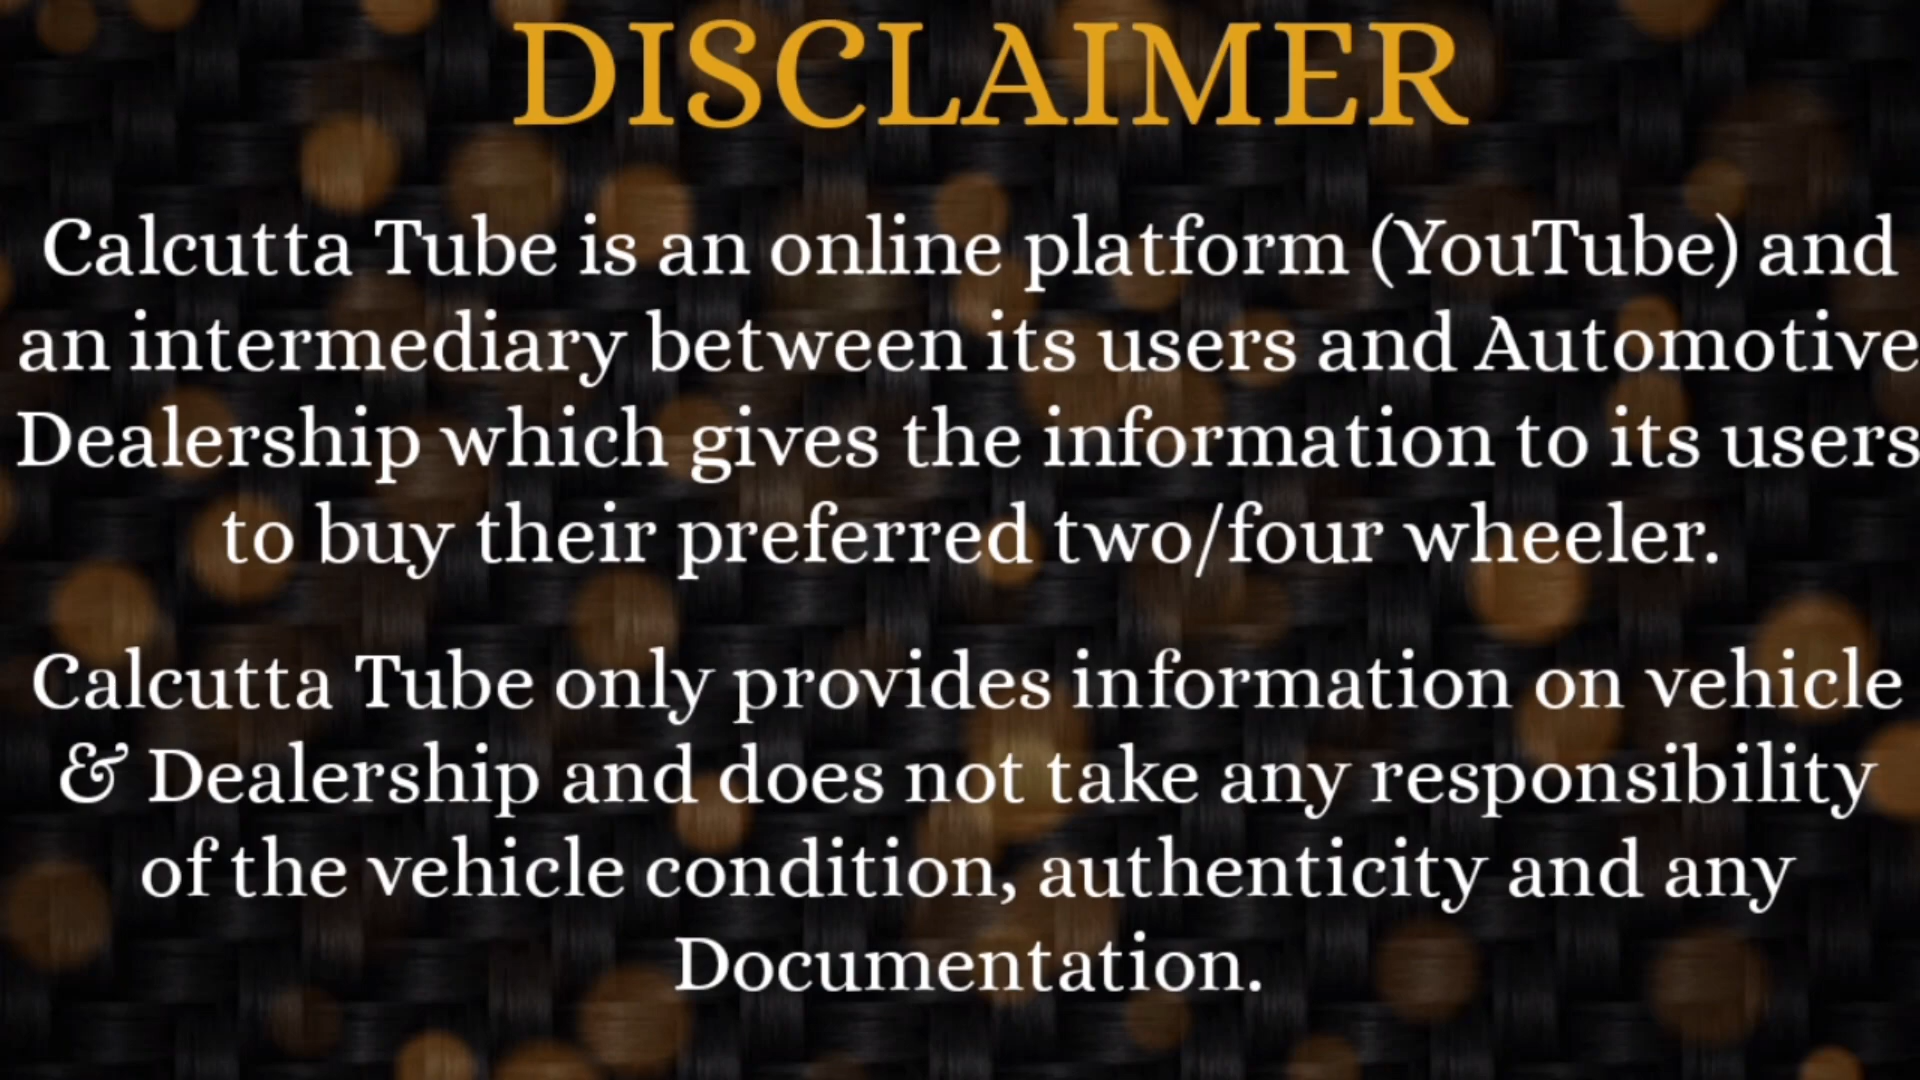 DISCLAIMER
Calcutta Tube is an online platform (YouTube) and
an intermediary between its users and Automotive
Dealership which gives the information to its users
to buy their preferred two/four wheeler.
Calcutta Tube only provides information on vehicle
& Dealership and does not take any responsibility
of the vehicle condition, authenticity and any
Documentation.